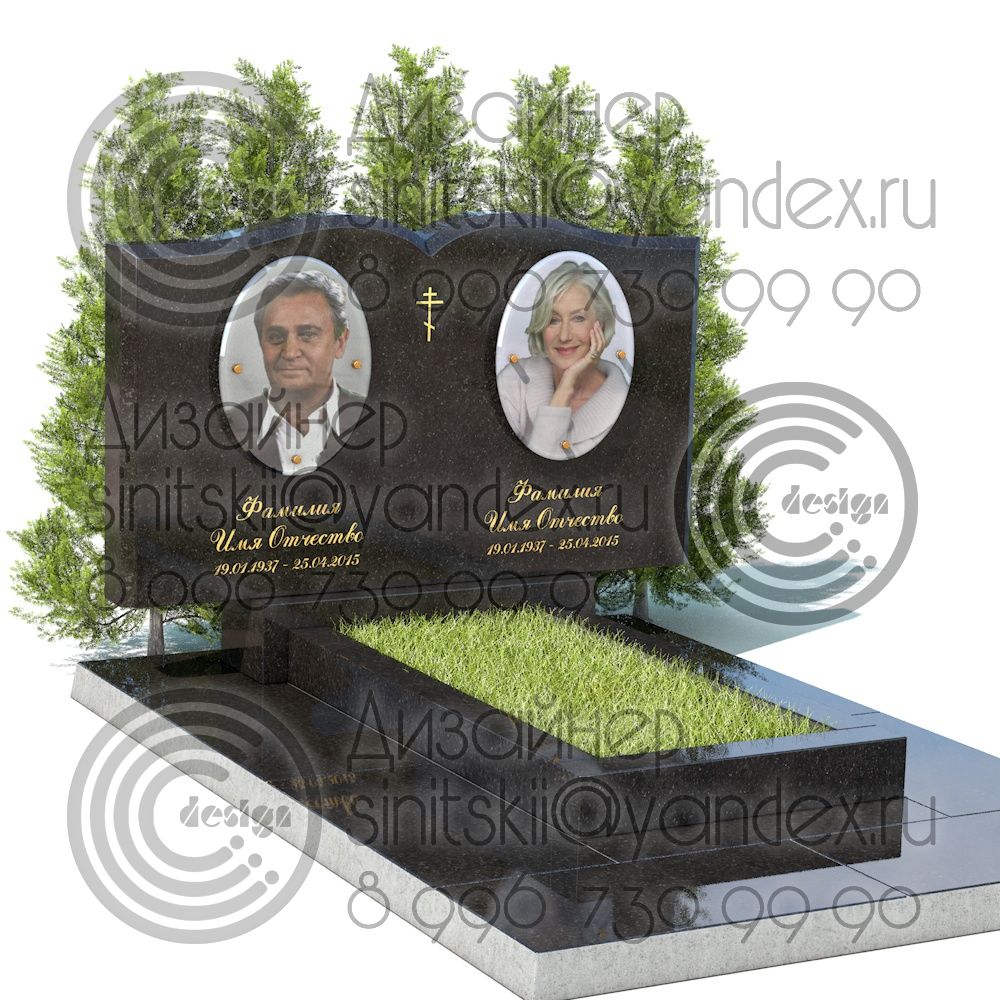 Дизайнер
sinitskii@yandex.ru
8 996 730 99 90
Дизайнер
sinitskii@yandex.ru
8 996 730 99 90
design
Фамилия
Имя Отчество
19.01.1937 - 25.04.2015
Фамилия
Имя Отчество
19.01.1937 - 25.04.2015
Дизайнер
sinitskii@yandex.ru
8 996 730 99 90
design
design